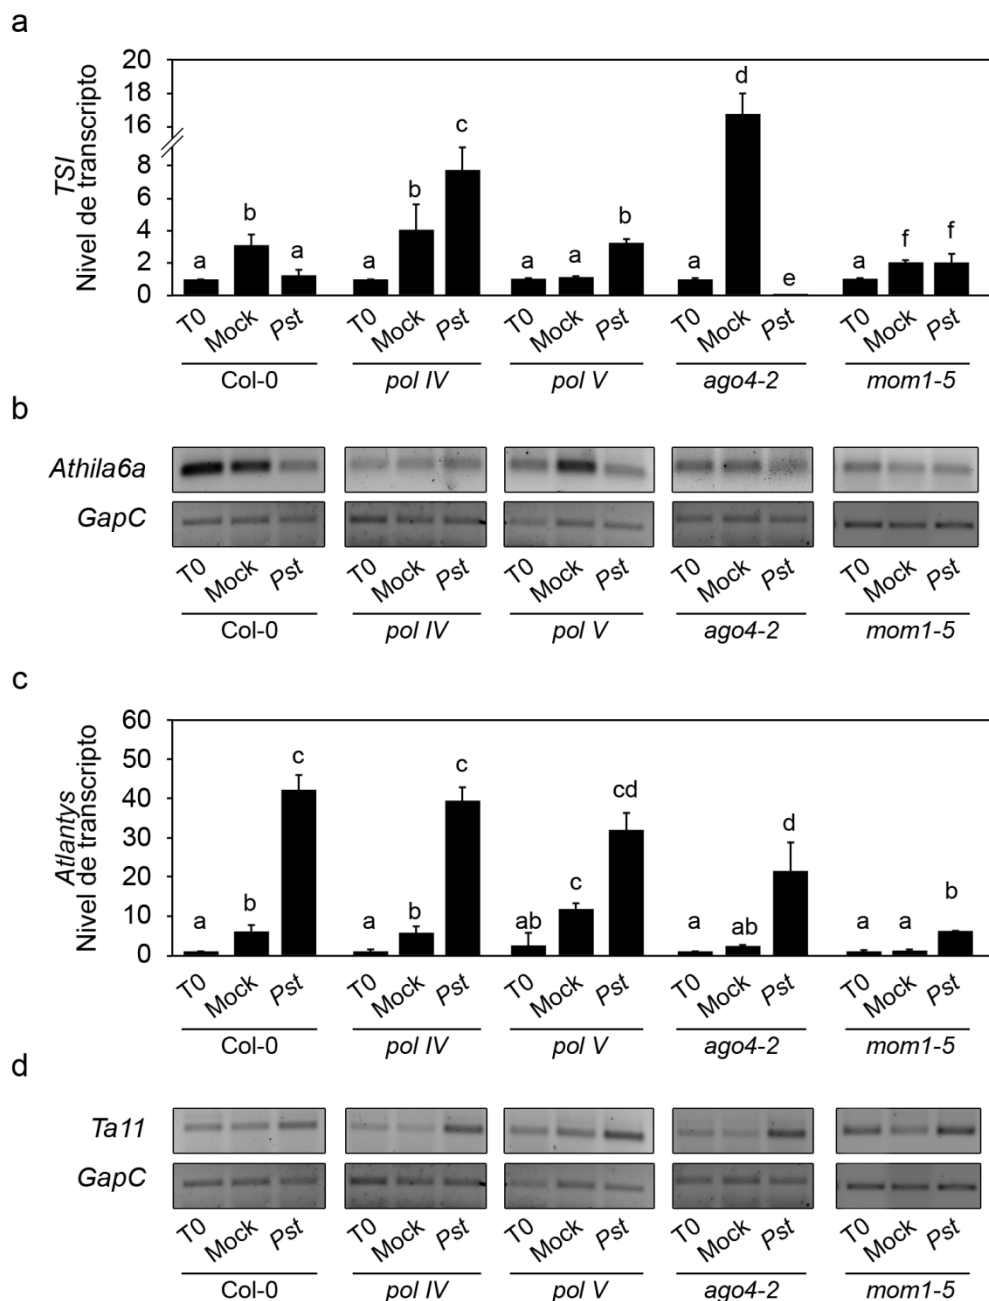 a
TSI
Nivel de transcripto
20
18
16
8
6
4
2
0
a b a a b c a a b a d e a f f
T0 Mock Pst T0 Mock Pst T0 Mock Pst T0 Mock Pst T0 Mock Pst
Col-0 pol IV pol V ago4-2 mom1-5
b
Athila6a
GapC
T0 Mock Pst T0 Mock Pst T0 Mock Pst T0 Mock Pst T0 Mock Pst
Col-0 pol IV pol V ago4-2 mom1-5
c
Atlantys
Nivel de transcripto
60
50
40
30
20
10
0
a b c a b c ab c cd a ab d a a b
T0 Mock Pst T0 Mock Pst T0 Mock Pst T0 Mock Pst T0 Mock Pst
Col-0 pol IV pol V ago4-2 mom1-5
d
Ta11
GapC
T0 Mock Pst T0 Mock Pst T0 Mock Pst T0 Mock Pst T0 Mock Pst
Col-0 pol IV pol V ago4-2 mom1-5